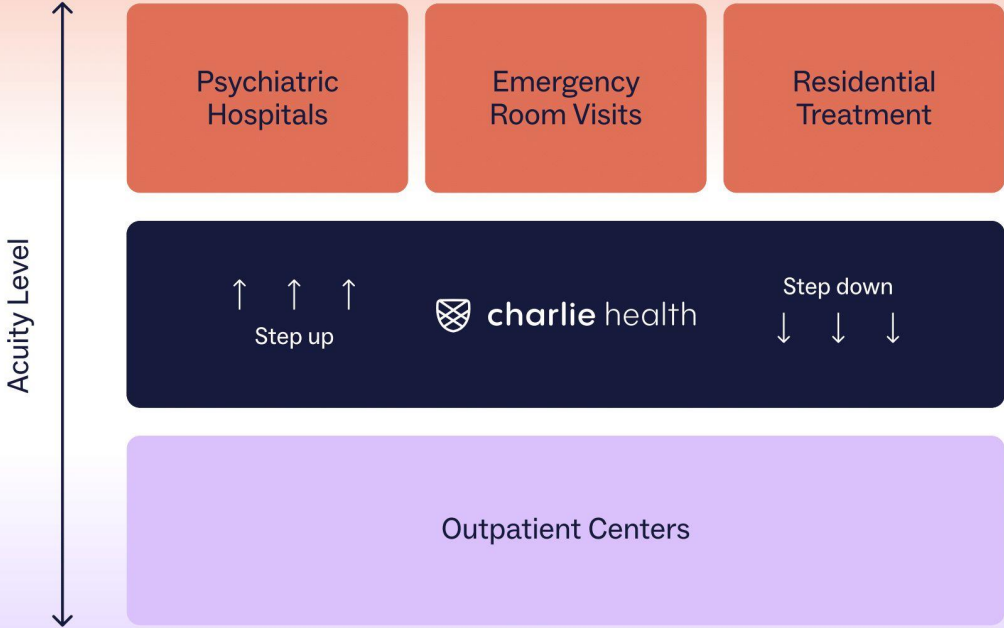 Acuity Level
Psychiatric
Hospitals
Emergency
Room Visits
Residential
Treatment
↑ ↑ ↑
Step up
charlie health
Step down
↓ ↓ ↓
Outpatient Centers